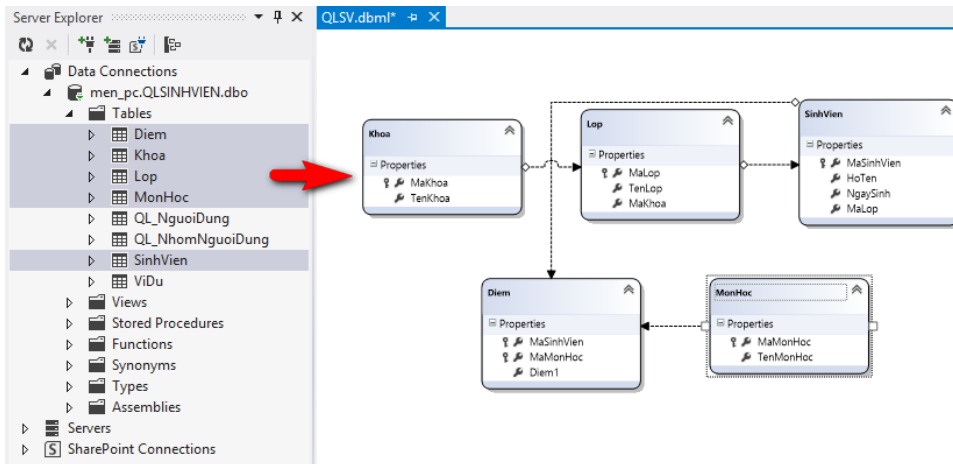 Server Explorer
Data Connections
men_pc.QLSINHVIEN.dbo
Tables
Diem
Khoa
Lop
MonHoc
QL_NguoiDung
QL_NhomNguoiDung
SinhVien
ViDu
Views
Stored Procedures
Functions
Synonyms
Types
Assemblies
Servers
SharePoint Connections
QLSV.dbml*
Khoa
Properties
MaKhoa
TenKhoa
Lop
Properties
MaLop
TenLop
MaKhoa
SinhVien
Properties
MaSinhVien
HoTen
NgaySinh
MaLop
Diem
Properties
MaSinhVien
MaMonHoc
Diem1
MonHoc
Properties
MaMonHoc
TenMonHoc